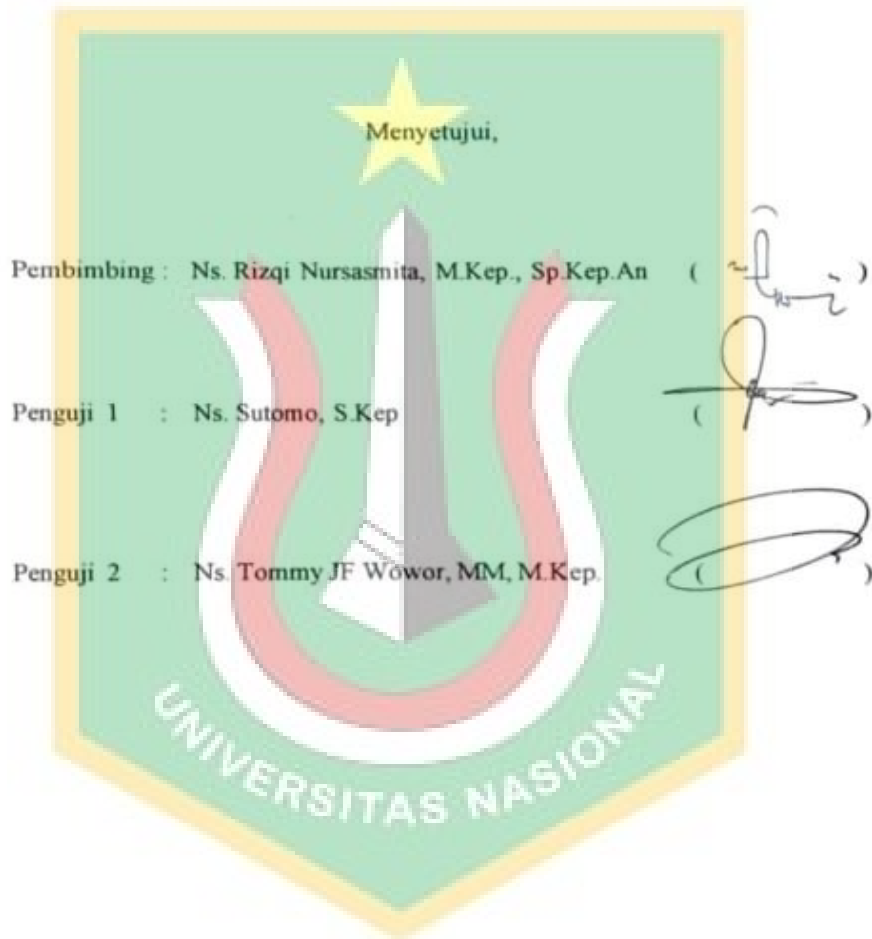 Menyetujui,
Pembimbing : Ns. Rizqi Nursasmita, M.Kep., Sp.Kep.An ( )
Penguji 1 : Ns. Sutomo, S.Kep ( )
Penguji 2 : Ns. Tommy JF Wowor, MM, M.Kep. ( )
UNIVERSITAS NASIONAL